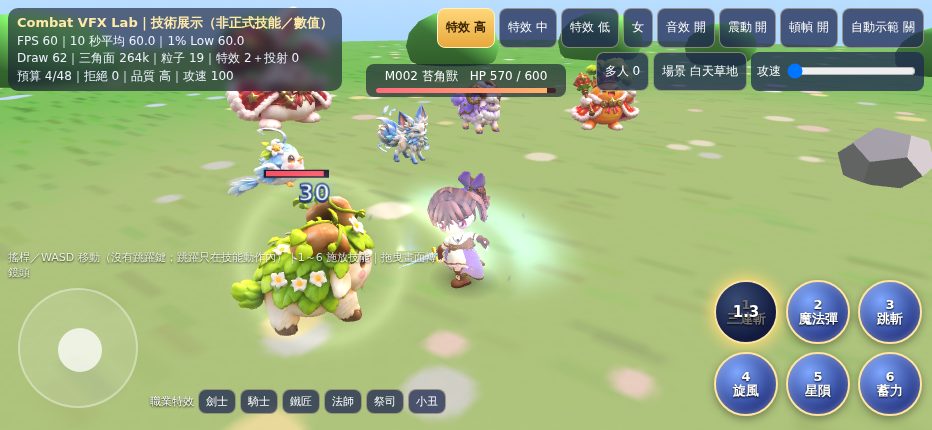 Combat VFX Lab｜技術展示（非正式技能／數值）
FPS 60｜10 秒平均 60.0｜1% Low 60.0
Draw 62｜三角面 264k｜粒子 19｜特效 2＋投射 0
預算 4/48｜拒絕 0｜品質 高｜攻速 100
特效 高
特效 中
特效 低
女
音效 開
震動 開
頓幀 開
自動示範 關
M002 苔角獸 HP 570 / 600
多人 0
場景 白天草地
攻速
30
搖桿／WASD 移動（沒有跳躍鍵；跳躍只在技能動作內）｜1~6 施放技能｜拖曳畫面轉
鏡頭
1
1.3
三連斬
2
魔法彈
3
跳斬
4
旋風
5
星隕
6
蓄力
職業特效
劍士
騎士
鐵匠
法師
祭司
小丑